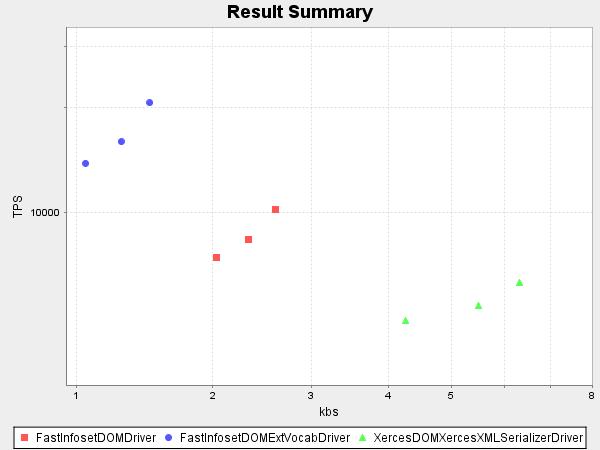 Result Summary
TPS
10000
1 2 3 4 5 8
kbs
FastInfosetDOMDriver FastInfosetDOMExtVocabDriver XercesDOMXercesXMLSerializerDriver